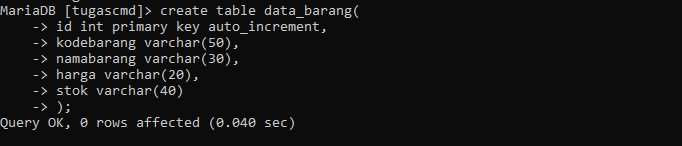 MariaDB [tugascmd]> create table data_barang(
    -> id int primary key auto_increment,
    -> kodebarang varchar(50),
    -> namabarang varchar(30),
    -> harga varchar(20),
    -> stok varchar(40)
    -> );
Query OK, 0 rows affected (0.040 sec)